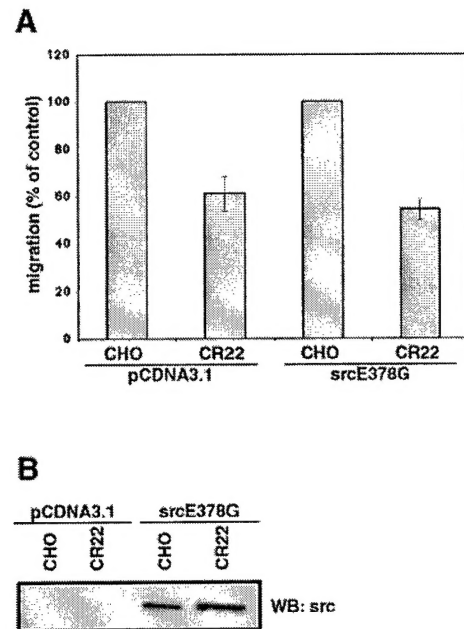 A
migration (% of control)
120
100
80
60
40
20
0
CHO CR22 CHO CR22
pCDNA3.1 srcE378G
B
pCDNA3.1 srcE378G
CHO CR22 CHO CR22
WB: src